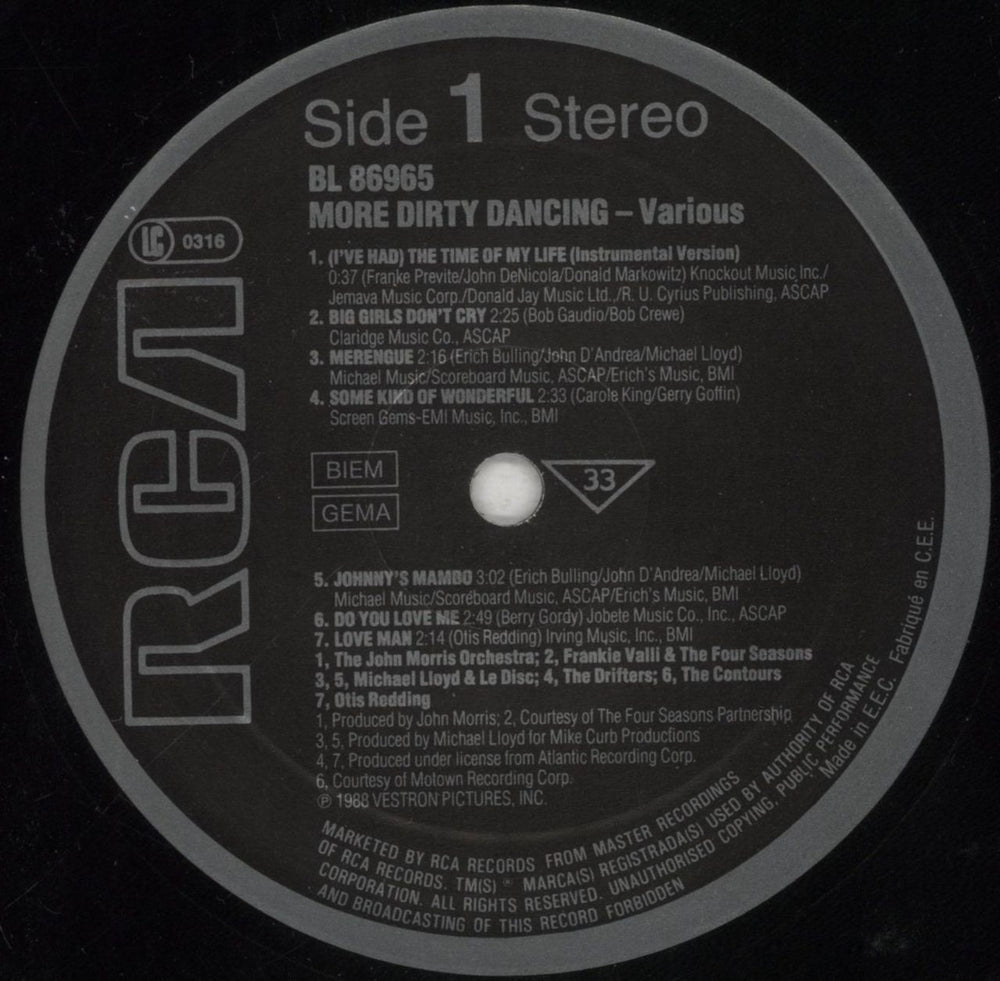 Side 1 Stereo
BL 86965
MORE DIRTY DANCING – Various
LC 0316
RCA
1. (I'VE HAD) THE TIME OF MY LIFE (Instrumental Version)
0:37 (Franke Previte/John DeNicola/Donald Markowitz) Knockout Music, Inc./
Jemava Music Corp./Donald Jay Music Ltd../R. U. Cyrius Publishing, ASCAP
2. BIG GIRLS DON'T CRY 2:25 (Bob Gaudio/Bob Crewe)
Claridge Music Co., ASCAP
3. MERENGUE 2:16 (Erich Bulling/John D'Andrea/Michael Lloyd)
Michael Music/Scoreboard Music, ASCAP/Erich's Music, BMI
4. SOME KIND OF WONDERFUL 2:33 (Carole King/Gerry Goffin)
Screen Gems-EMI Music, Inc., BMI
BIEM
GEMA
33
5. JOHNNY'S MAMBO 3:02 (Erich Bulling/John D'Andrea/Michael Lloyd)
Michael Music/Scoreboard Music, ASCAP/Erich's Music, BMI
6. DO YOU LOVE ME 2:49 (Berry Gordy) Jobete Music Co., Inc., ASCAP
7. LOVE MAN 2:14 (Otis Redding) Irving Music, Inc., BMI
1, The John Morris Orchestra; 2, Frankie Valli & The Four Seasons
3, 5, Michael Lloyd & Le Disc; 4, The Drifters; 6, The Contours
7, Otis Redding
1, Produced by John Morris; 2, Courtesy of The Four Seasons Partnership
3, 5, Produced by Michael Lloyd for Mike Curb Productions
4, 7, Produced under license from Atlantic Recording Corp.
6, Courtesy of Motown Recording Corp.
℗ 1988 VESTRON PICTURES, INC.
MARKETED BY RCA RECORDS FROM MASTER RECORDINGS
OF RCA RECORDS. TM(S) ® MARCA(S) REGISTRADA(S) USED BY AUTHORITY OF RCA
CORPORATION. ALL RIGHTS RESERVED. UNAUTHORISED COPYING, PUBLIC PERFORMANCE
AND BROADCASTING OF THIS RECORD FORBIDDEN
Made in E.E.C. Fabriqué en C.E.E.